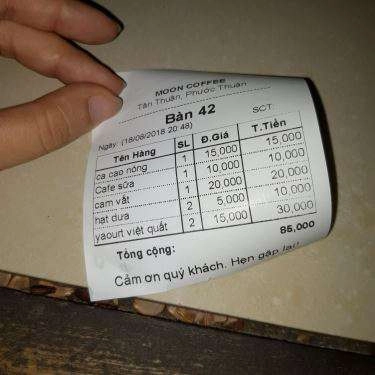 MOON COFFEE
Tân Thuận, Phước Thuận
Bàn 42
Ngày: (16/06/2018 20:48) SCT:
Tên Hàng SL Đ.Giá T.Tiền
ca cao nóng 1 15,000 15,000
Cafe sữa 1 10,000 10,000
cam vắt 1 20,000 20,000
hạt dưa 2 5,000 10,000
yaourt việt quất 2 15,000 30,000
Tổng cộng: 85,000
Cảm ơn quý khách. Hẹn gặp lại!